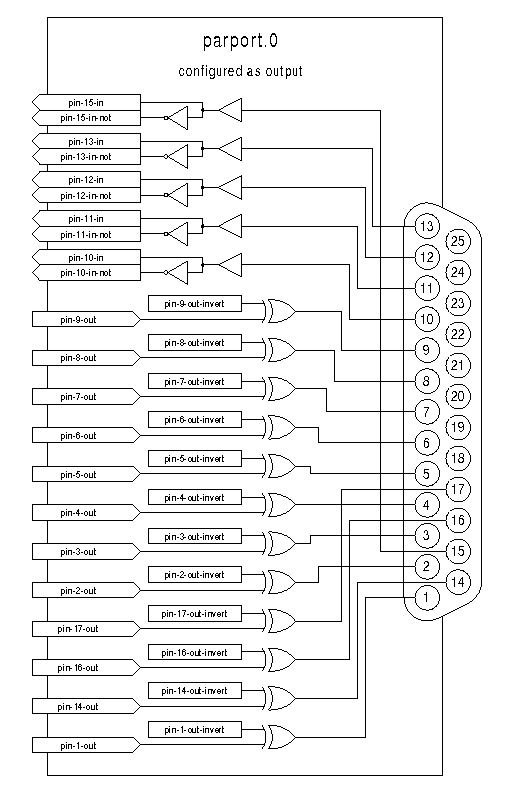 parport.0
configured as output
pin-15-in
pin-15-in-not
pin-13-in
pin-13-in-not
pin-12-in
pin-12-in-not
pin-11-in
pin-11-in-not
pin-10-in
pin-10-in-not
pin-9-out-invert
pin-9-out
pin-8-out-invert
pin-8-out
pin-7-out-invert
pin-7-out
pin-6-out-invert
pin-6-out
pin-5-out-invert
pin-5-out
pin-4-out-invert
pin-4-out
pin-3-out-invert
pin-3-out
pin-2-out-invert
pin-2-out
pin-17-out-invert
pin-17-out
pin-16-out-invert
pin-16-out
pin-14-out-invert
pin-14-out
pin-1-out-invert
pin-1-out
13
25
12
24
11
23
10
22
9
21
8
20
7
19
6
18
5
17
4
16
3
15
2
14
1